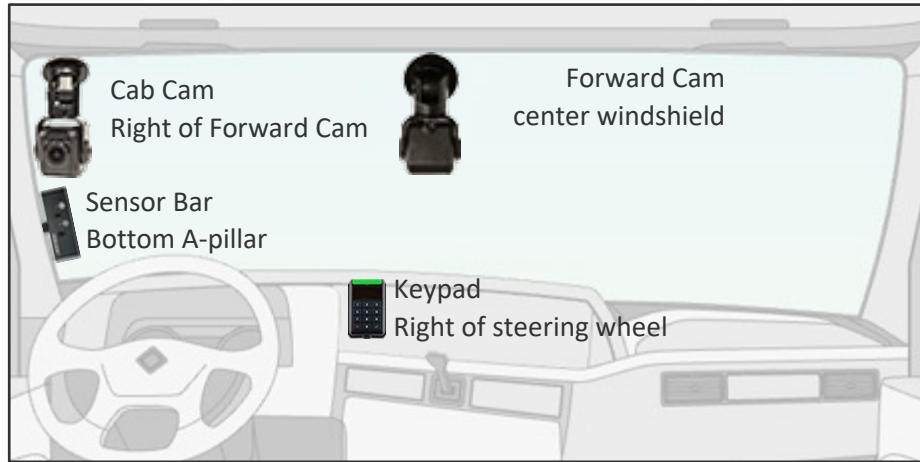 Cab Cam
Right of Forward Cam
Forward Cam
center windshield
Sensor Bar
Bottom A-pillar
Keypad
Right of steering wheel